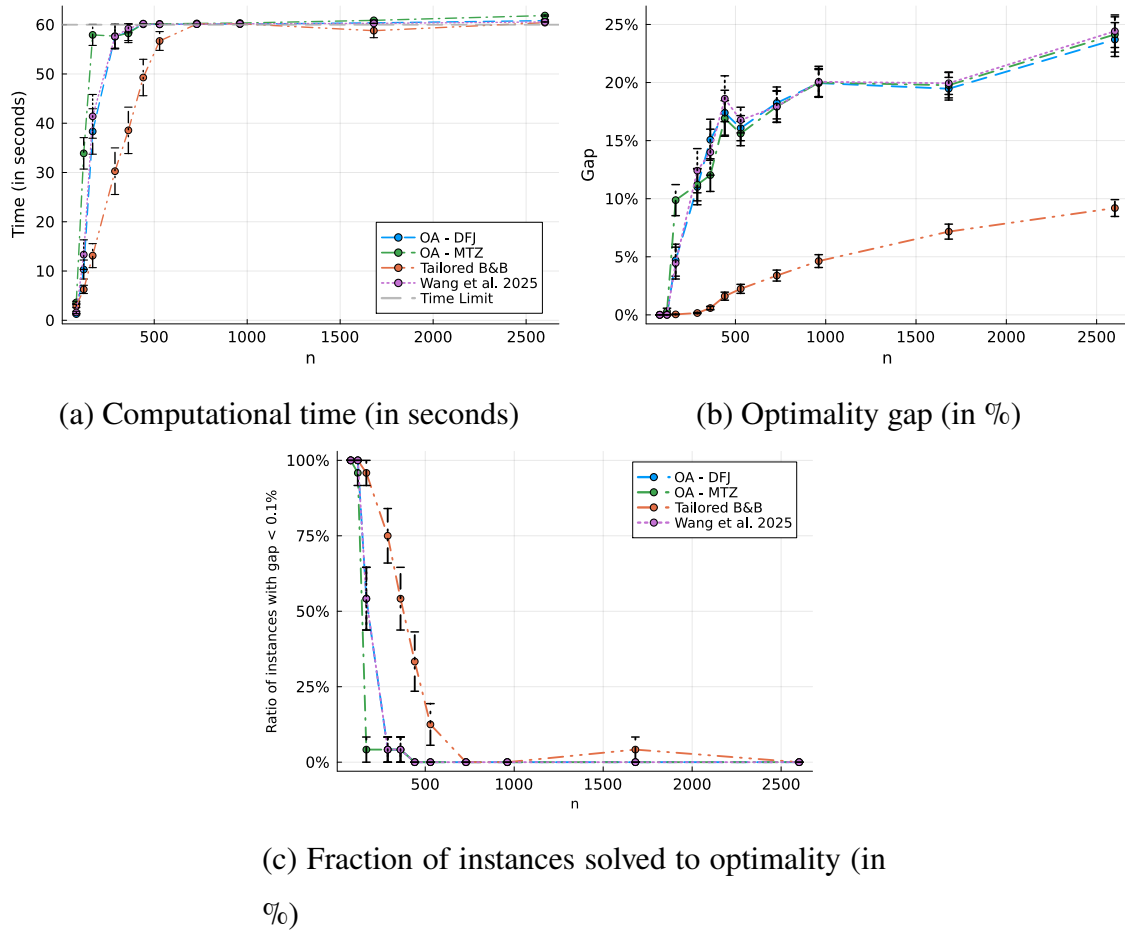 60
50
40
30
20
10
0
Time (in seconds)
500
1000
1500
2000
2500
n
OA - DFJ
OA - MTZ
Tailored B&B
Wang et al. 2025
Time Limit
25%
20%
15%
10%
5%
0%
Gap
500
1000
1500
2000
2500
n
(a) Computational time (in seconds)
(b) Optimality gap (in %)
100%
75%
50%
25%
0%
Ratio of instances with gap < 0.1%
500
1000
1500
2000
2500
n
OA - DFJ
OA - MTZ
Tailored B&B
Wang et al. 2025
(c) Fraction of instances solved to optimality (in
%)